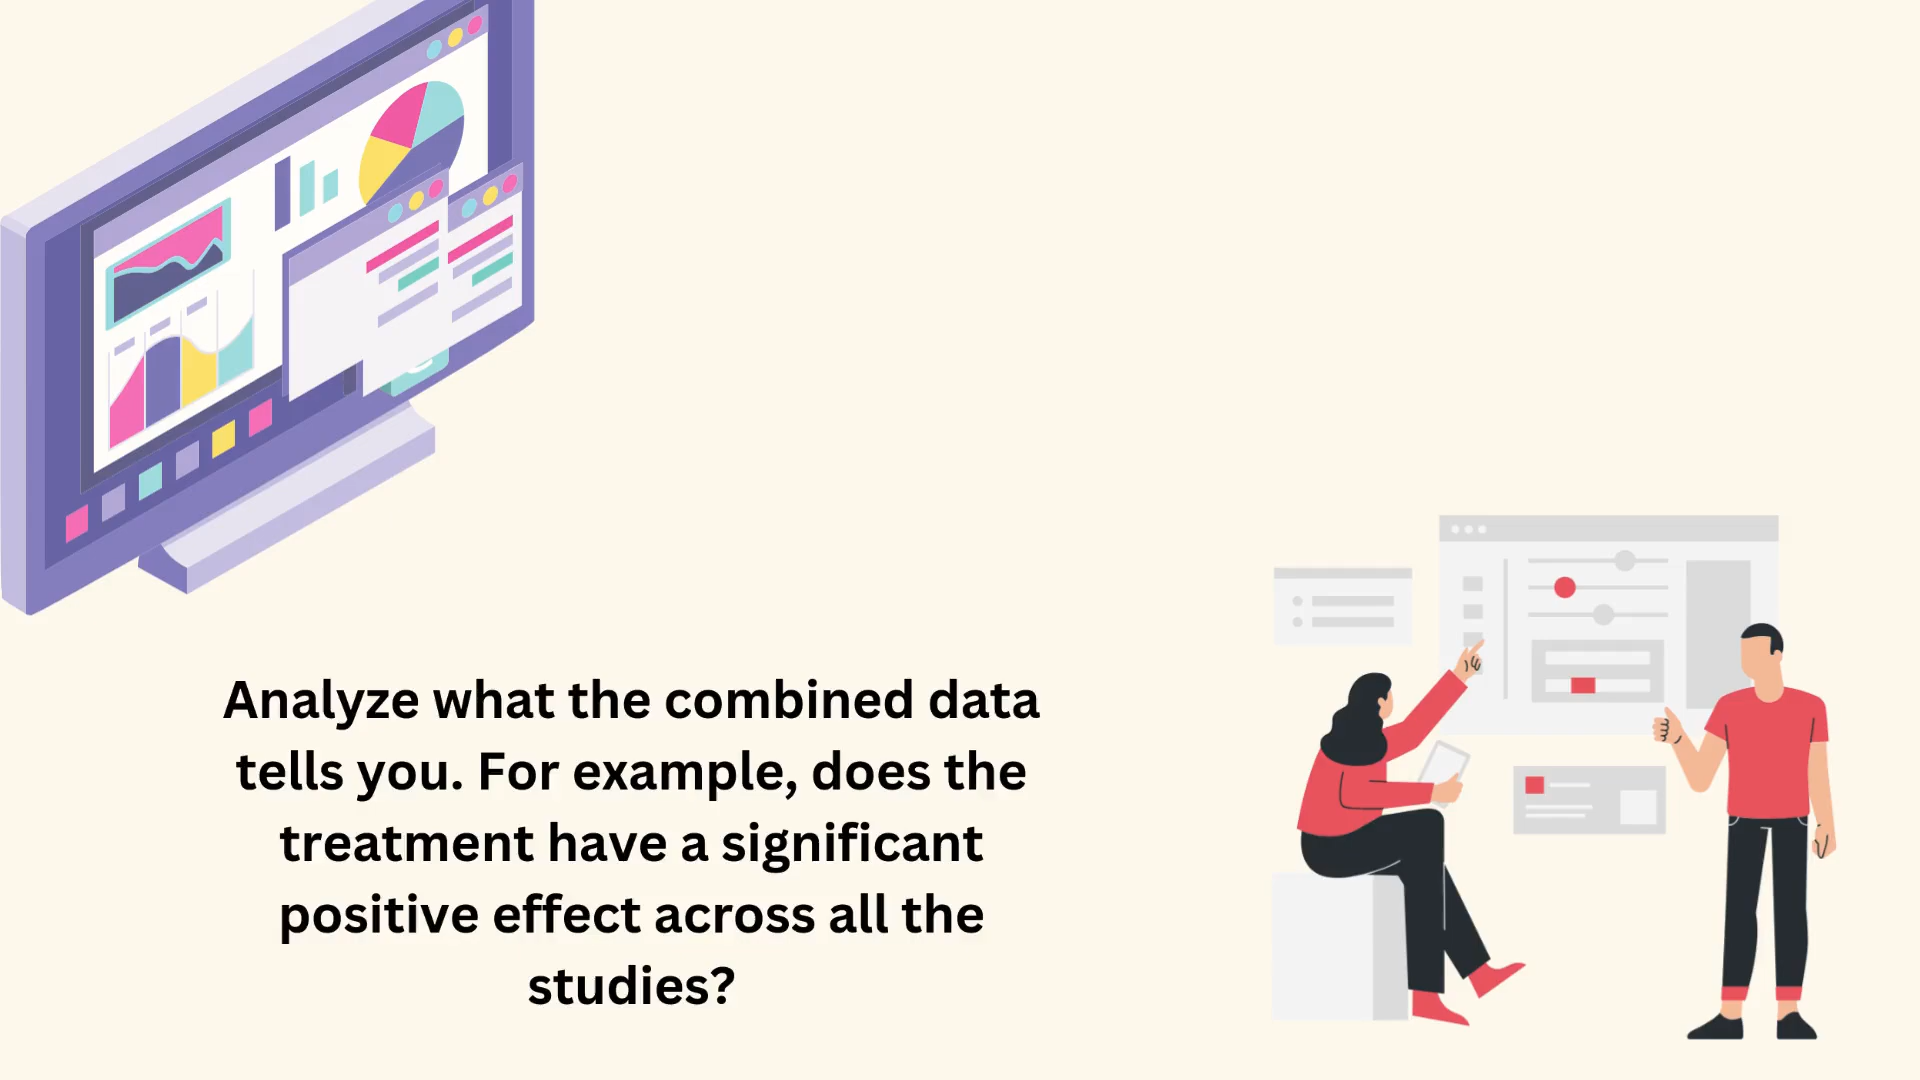 Analyze what the combined data
tells you. For example, does the
treatment have a significant
positive effect across all the
studies?